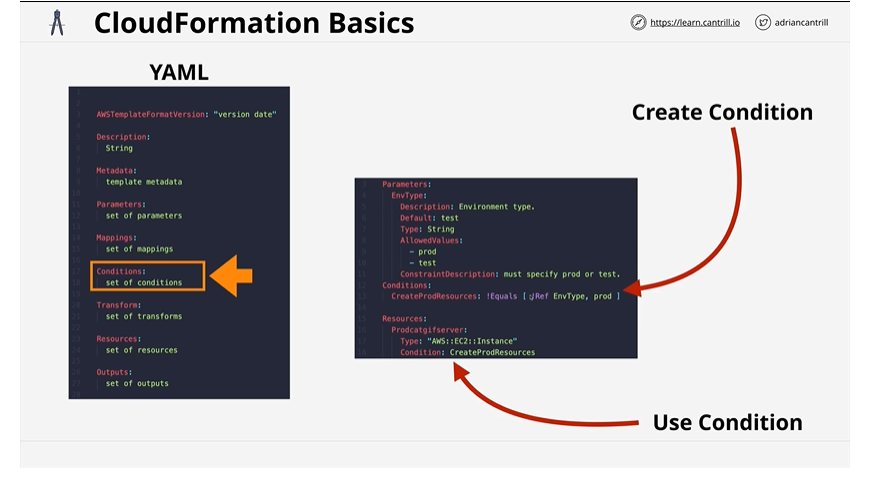 CloudFormation Basics
https://learn.cantrill.io
adriancantrill
YAML
AWSTemplateFormatVersion: "version date"
Description:
String
Metadata:
template metadata
Parameters:
set of parameters
Mappings:
set of mappings
Conditions:
set of conditions
Transform:
set of transforms
Resources:
set of resources
Outputs:
set of outputs
Create Condition
Parameters:
EnvType:
Description: Environment type.
Default: test
Type: String
AllowedValues:
- prod
- test
ConstraintDescription: must specify prod or test.
Conditions:
CreateProdResources: !Equals [ !Ref EnvType, prod ]
Resources:
Prodcatgifserver:
Type: "AWS::EC2::Instance"
Condition: CreateProdResources
Use Condition